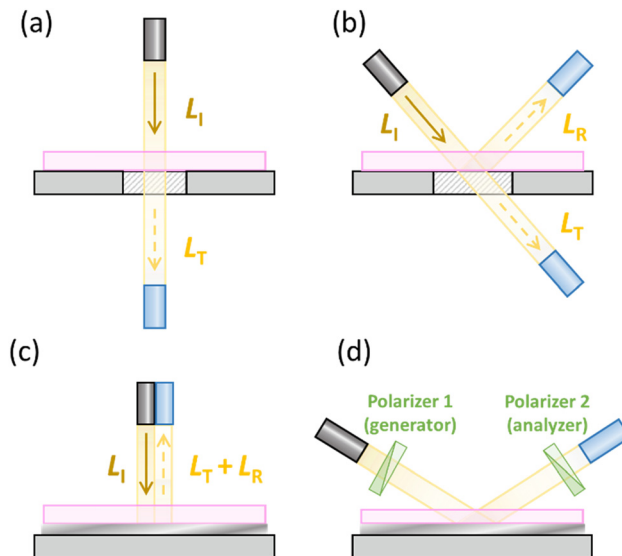 (a)
L_I
L_T
(b)
L_I
L_R
L_T
(c)
L_I
L_T + L_R
(d)
Polarizer 1
(generator)
Polarizer 2
(analyzer)